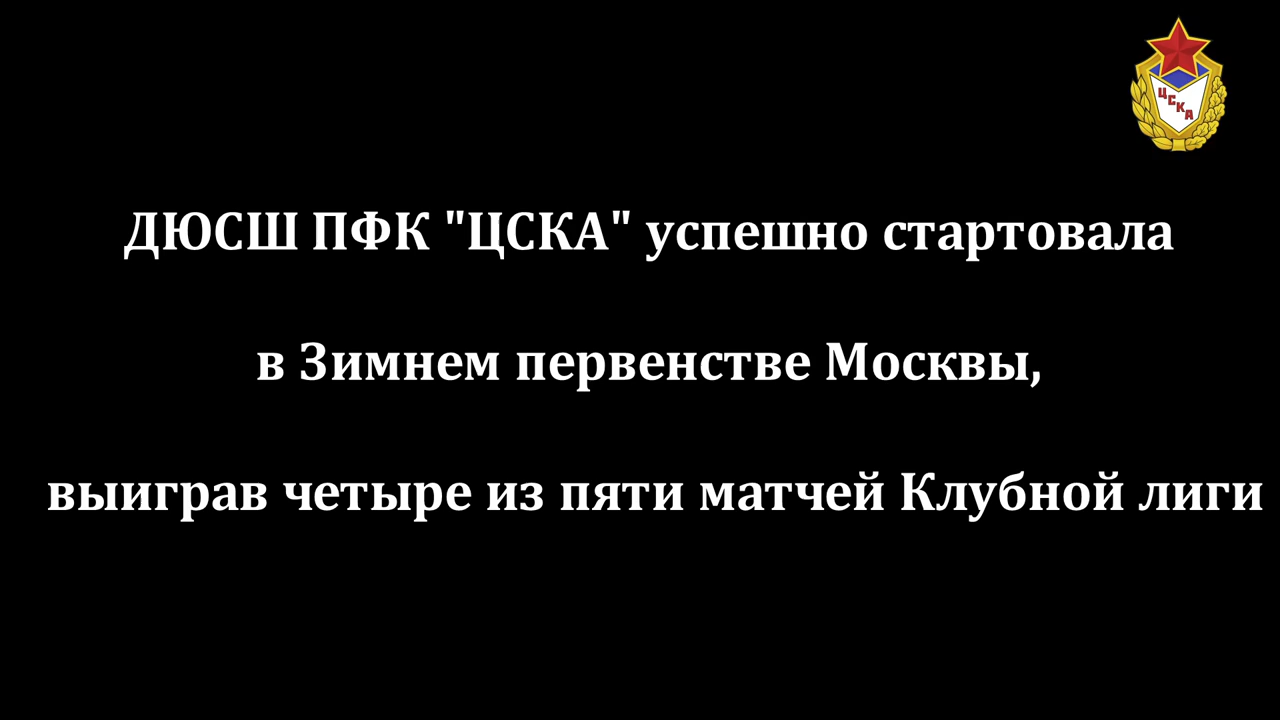 ЦСКА
ДЮСШ ПФК "ЦСКА" успешно стартовала
в Зимнем первенстве Москвы,
выиграв четыре из пяти матчей Клубной лиги